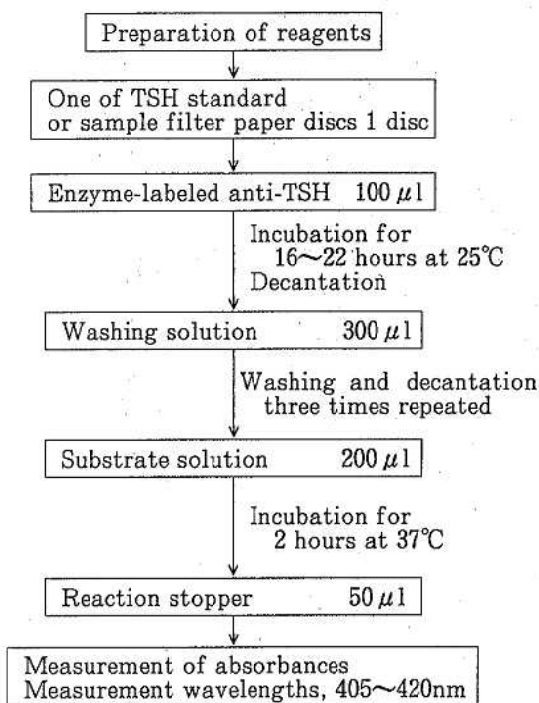 Preparation of reagents
One of TSH standard
or sample filter paper discs 1 disc
Enzyme-labeled anti-TSH 100 μl
Incubation for
16～22 hours at 25℃
Decantation
Washing solution 300 μl
Washing and decantation
three times repeated
Substrate solution 200 μl
Incubation for
2 hours at 37℃
Reaction stopper 50 μl
Measurement of absorbances
Measurement wavelengths, 405～420nm